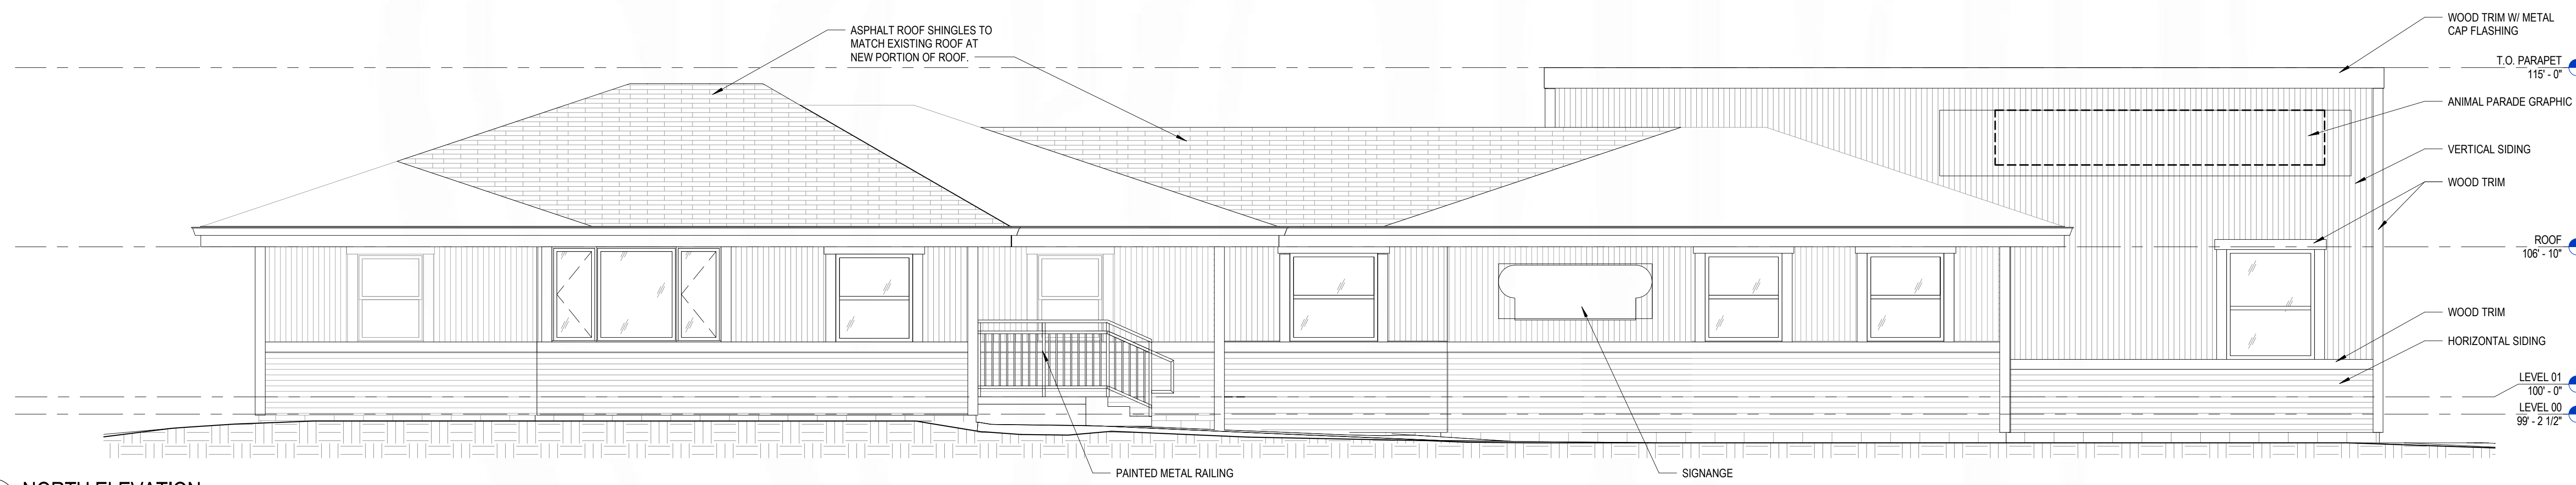 ASPHALT ROOF SHINGLES TO
MATCH EXISTING ROOF AT
NEW PORTION OF ROOF.
WOOD TRIM W/ METAL
CAP FLASHING
T.O. PARAPET
115' - 0"
ANIMAL PARADE GRAPHIC
VERTICAL SIDING
WOOD TRIM
ROOF
106' - 10"
WOOD TRIM
HORIZONTAL SIDING
LEVEL 01
100' - 0"
LEVEL 00
99' - 2 1/2"
PAINTED METAL RAILING
SIGNANGE
NORTH ELEVATION